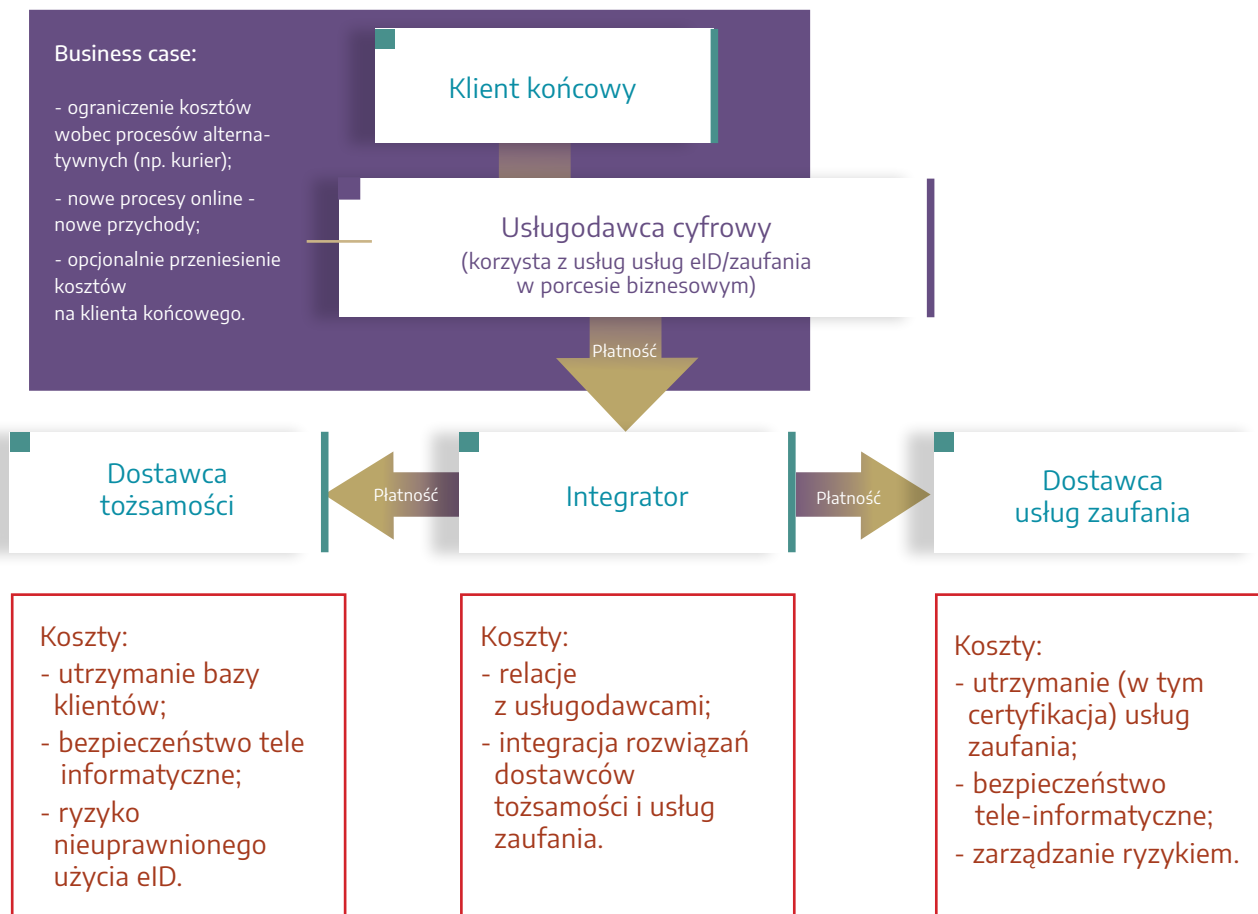 Business case:
- ograniczenie kosztów
wobec procesów alterna-
tywnych (np. kurier);
- nowe procesy online -
nowe przychody;
- opcjonalnie przeniesienie
kosztów
na klienta końcowego.
Klient końcowy
Usługodawca cyfrowy
(korzysta z usług usług eID/zaufania
w porcesie biznesowym)
Płatność
Dostawca
tożsamości
Płatność
Integrator
Płatność
Dostawca
usług zaufania
Koszty:
- utrzymanie bazy
klientów;
- bezpieczeństwo tele
informatyczne;
- ryzyko
nieuprawnionego
użycia eID.
Koszty:
- relacje
z usługodawcami;
- integracja rozwiązań
dostawców
tożsamości i usług
zaufania.
Koszty:
- utrzymanie (w tym
certyfikacja) usług
zaufania;
- bezpieczeństwo
tele-informatyczne;
- zarządzanie ryzykiem.